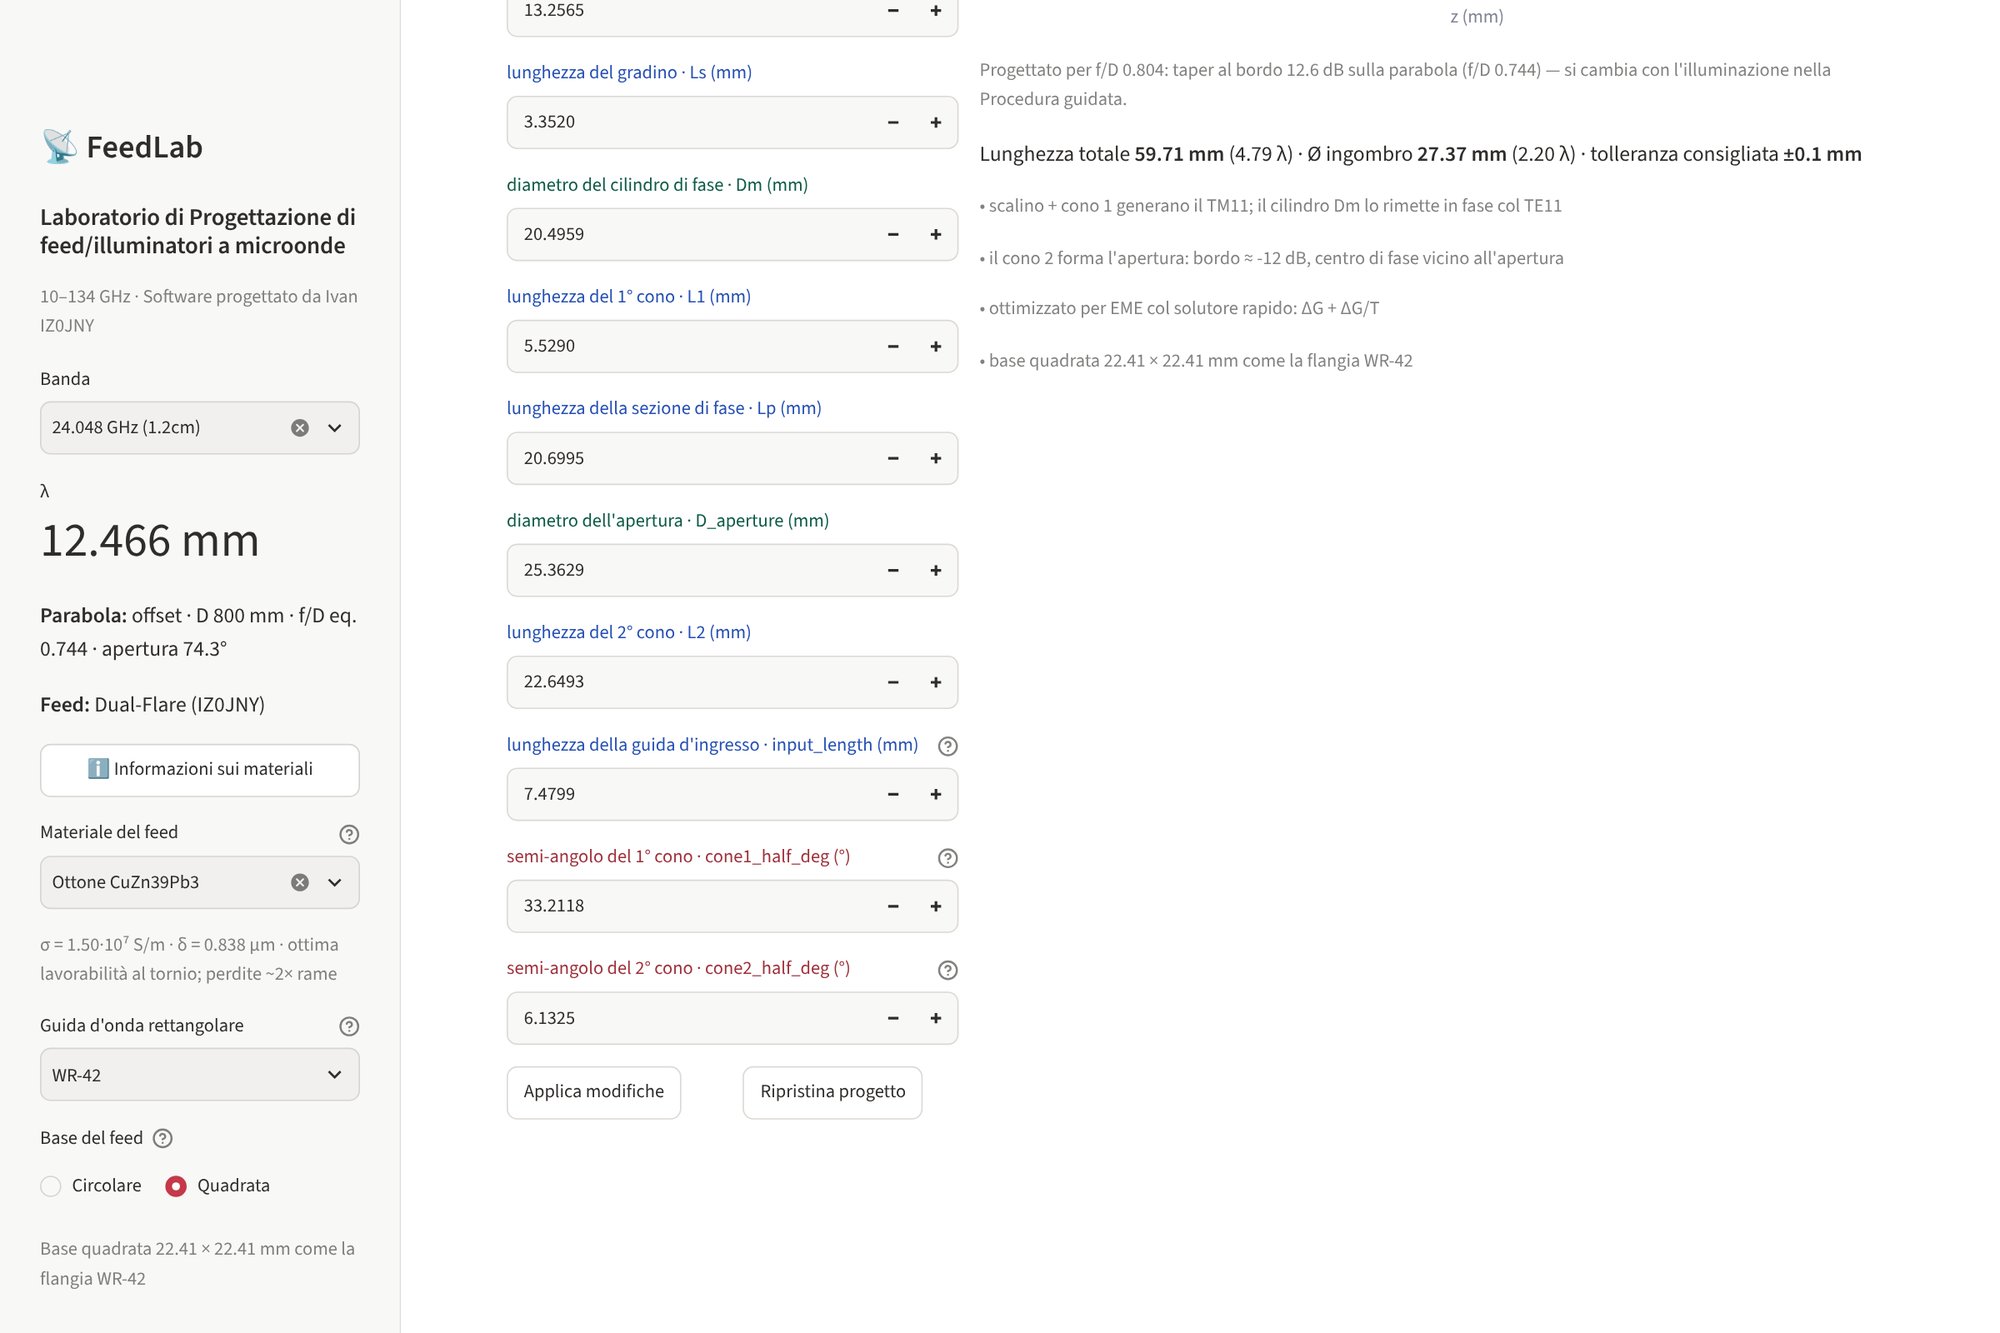 FeedLab
Laboratorio di Progettazione di
feed/illuminatori a microonde
10–134 GHz · Software progettato da Ivan
IZ0JNY
Banda
24.048 GHz (1.2cm)
λ
12.466 mm
Parabola: offset · D 800 mm · f/D eq.
0.744 · apertura 74.3°
Feed: Dual-Flare (IZ0JNY)
Informazioni sui materiali
Materiale del feed
Ottone CuZn39Pb3
σ = 1.50·10⁷ S/m · δ = 0.838 µm · ottima
lavorabilità al tornio; perdite ~2× rame
Guida d'onda rettangolare
WR-42
Base del feed
Circolare
Quadrata
Base quadrata 22.41 × 22.41 mm come la
flangia WR-42
13.2565
lunghezza del gradino · Ls (mm)
3.3520
diametro del cilindro di fase · Dm (mm)
20.4959
lunghezza del 1° cono · L1 (mm)
5.5290
lunghezza della sezione di fase · Lp (mm)
20.6995
diametro dell'apertura · D_aperture (mm)
25.3629
lunghezza del 2° cono · L2 (mm)
22.6493
lunghezza della guida d'ingresso · input_length (mm)
7.4799
semi-angolo del 1° cono · cone1_half_deg (°)
33.2118
semi-angolo del 2° cono · cone2_half_deg (°)
6.1325
Applica modifiche
Ripristina progetto
z (mm)
Progettato per f/D 0.804: taper al bordo 12.6 dB sulla parabola (f/D 0.744) — si cambia con l'illuminazione nella
Procedura guidata.
Lunghezza totale 59.71 mm (4.79 λ) · Ø ingombro 27.37 mm (2.20 λ) · tolleranza consigliata ±0.1 mm
• scalino + cono 1 generano il TM11; il cilindro Dm lo rimette in fase col TE11
• il cono 2 forma l'apertura: bordo ≈ -12 dB, centro di fase vicino all'apertura
• ottimizzato per EME col solutore rapido: ΔG + ΔG/T
• base quadrata 22.41 × 22.41 mm come la flangia WR-42